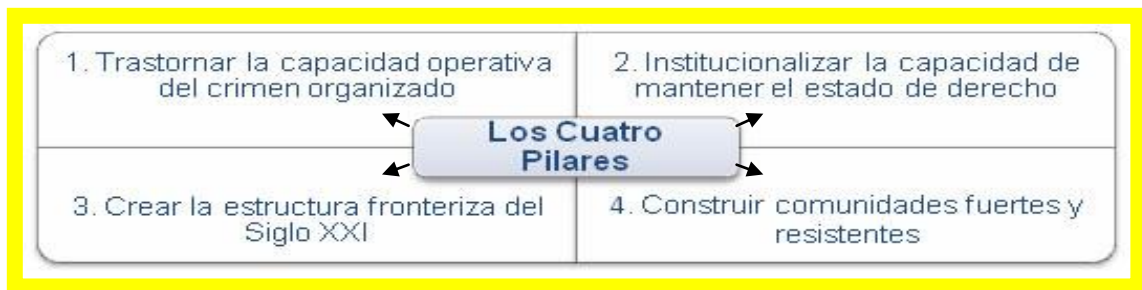 1. Trastornar la capacidad operativa
del crimen organizado
2. Institucionalizar la capacidad de
mantener el estado de derecho
Los Cuatro
Pilares
3. Crear la estructura fronteriza del
Siglo XXI
4. Construir comunidades fuertes y
resistentes